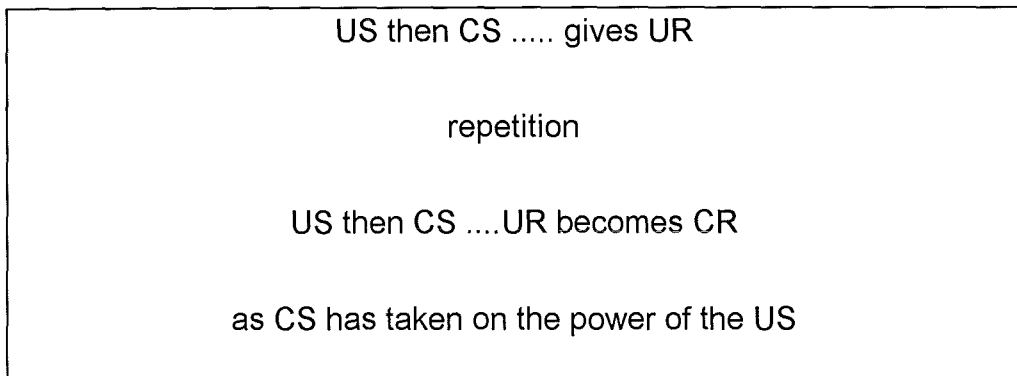 US then CS ..... gives UR
repetition
US then CS ....UR becomes CR
as CS has taken on the power of the US